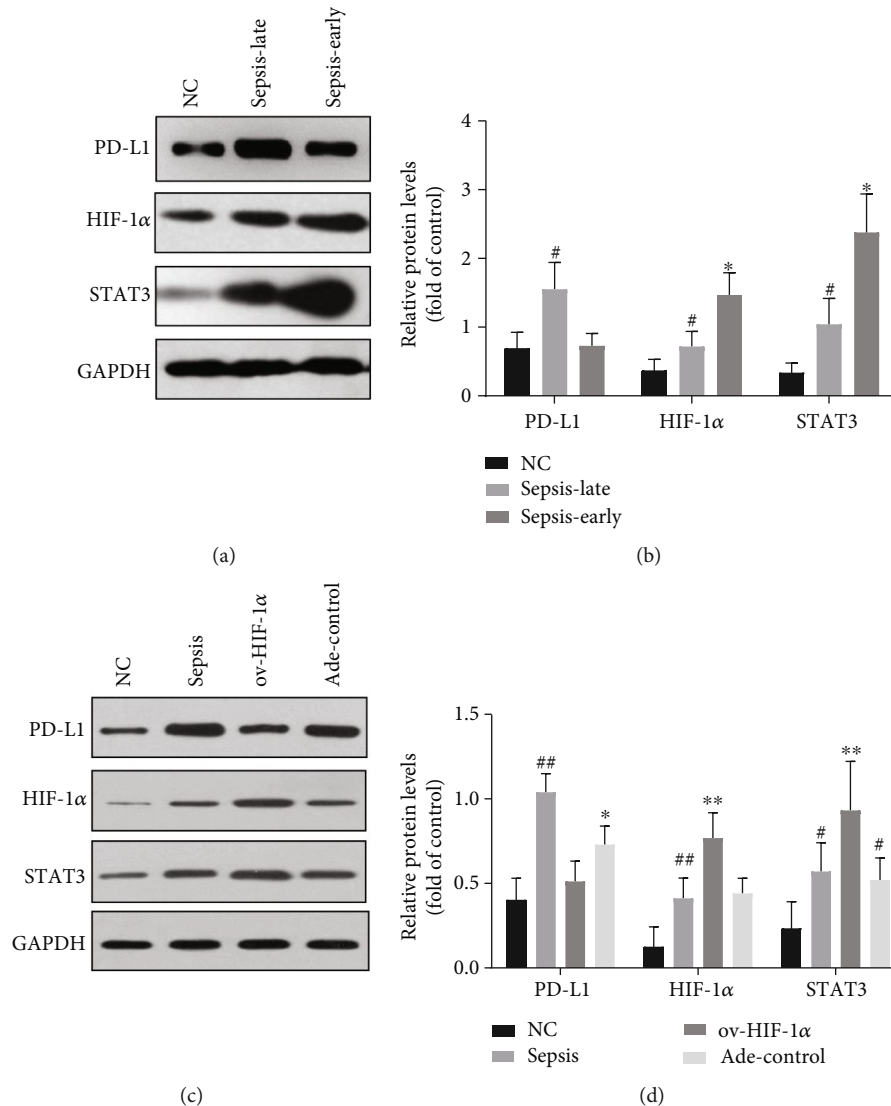 NC
Sepsis-late
Sepsis-early
PD-L1
HIF-1α
STAT3
GAPDH
(a)
Relative protein levels
(fold of control)
4
3
2
1
0
#
#
*
#
*
PD-L1
HIF-1α
STAT3
NC
Sepsis-late
Sepsis-early
(b)
NC
Sepsis
ov-HIF-1α
Ade-control
PD-L1
HIF-1α
STAT3
GAPDH
(c)
Relative protein levels
(fold of control)
1.5
1.0
0.5
0.0
##
*
##
**
#
**
#
PD-L1
HIF-1α
STAT3
NC
ov-HIF-1α
Sepsis
Ade-control
(d)